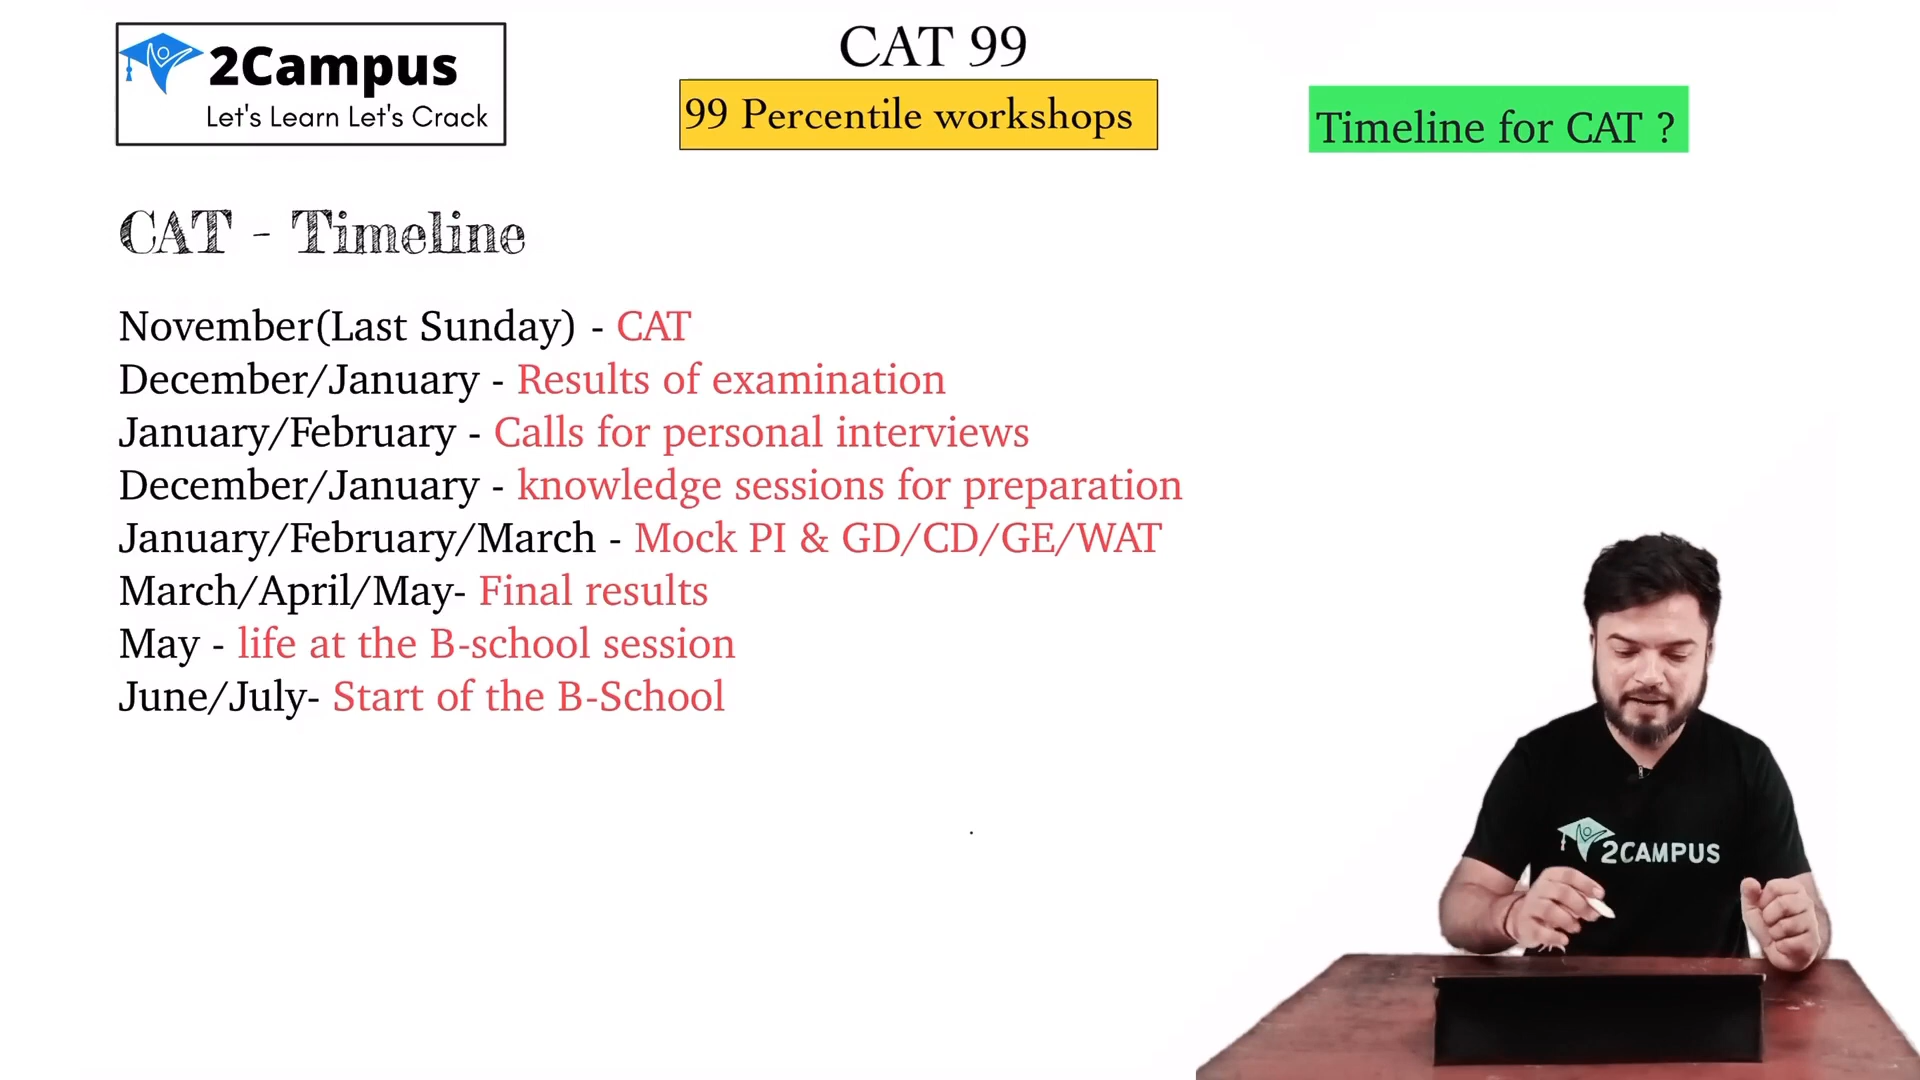 2Campus
Let's Learn Let's Crack
CAT 99
99 Percentile workshops
Timeline for CAT ?
CAT - Timeline
November(Last Sunday) - CAT
December/January - Results of examination
January/February - Calls for personal interviews
December/January - knowledge sessions for preparation
January/February/March - Mock PI & GD/CD/GE/WAT
March/April/May- Final results
May - life at the B-school session
June/July- Start of the B-School
2CAMPUS